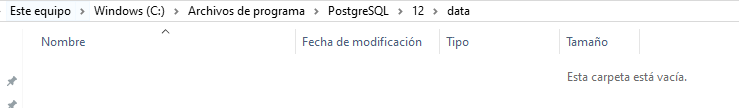 Este equipo > Windows (C:) > Archivos de programa > PostgreSQL > 12 > data
Nombre Fecha de modificación Tipo Tamaño
Esta carpeta está vacía.